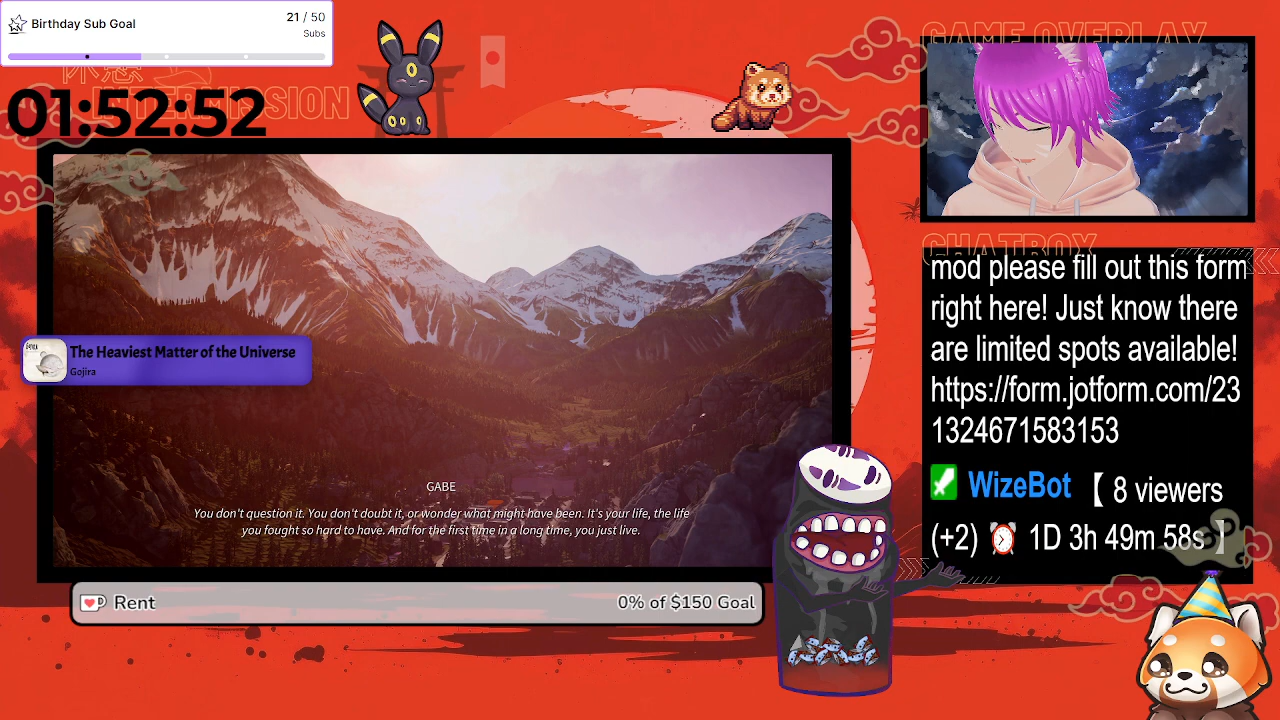 Birthday Sub Goal
21 / 50
Subs
INTERMISSION
01:52:52
GAME OVERLAY
The Heaviest Matter of the Universe
Gojira
GABE
You don't question it. You don't doubt it, or wonder what might have been. It's your life, the life
you fought so hard to have. And for the first time in a long time, you just live.
Rent
0% of $150 Goal
CHATBOX
mod please fill out this form
right here! Just know there
are limited spots available!
https://form.jotform.com/23
1324671583153
WizeBot 【 8 viewers
(+2) ⏰ 1D 3h 49m 58s 】